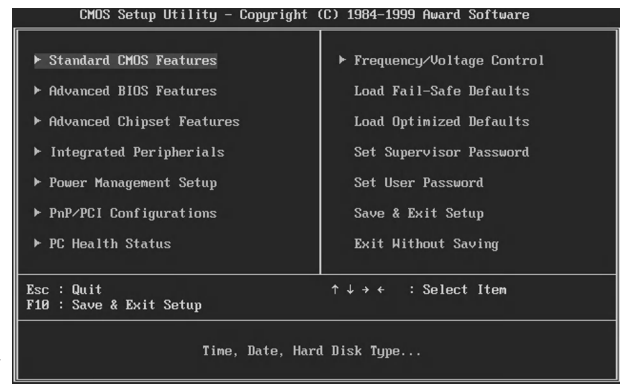 CMOS Setup Utility - Copyright (C) 1984-1999 Award Software
▶ Standard CMOS Features
▶ Advanced BIOS Features
▶ Advanced Chipset Features
▶ Integrated Peripherials
▶ Power Management Setup
▶ PnP/PCI Configurations
▶ PC Health Status
▶ Frequency/Voltage Control
Load Fail-Safe Defaults
Load Optimized Defaults
Set Supervisor Password
Set User Password
Save & Exit Setup
Exit Without Saving
Esc : Quit
F10 : Save & Exit Setup
↑ ↓ → ← : Select Item
Time, Date, Hard Disk Type...